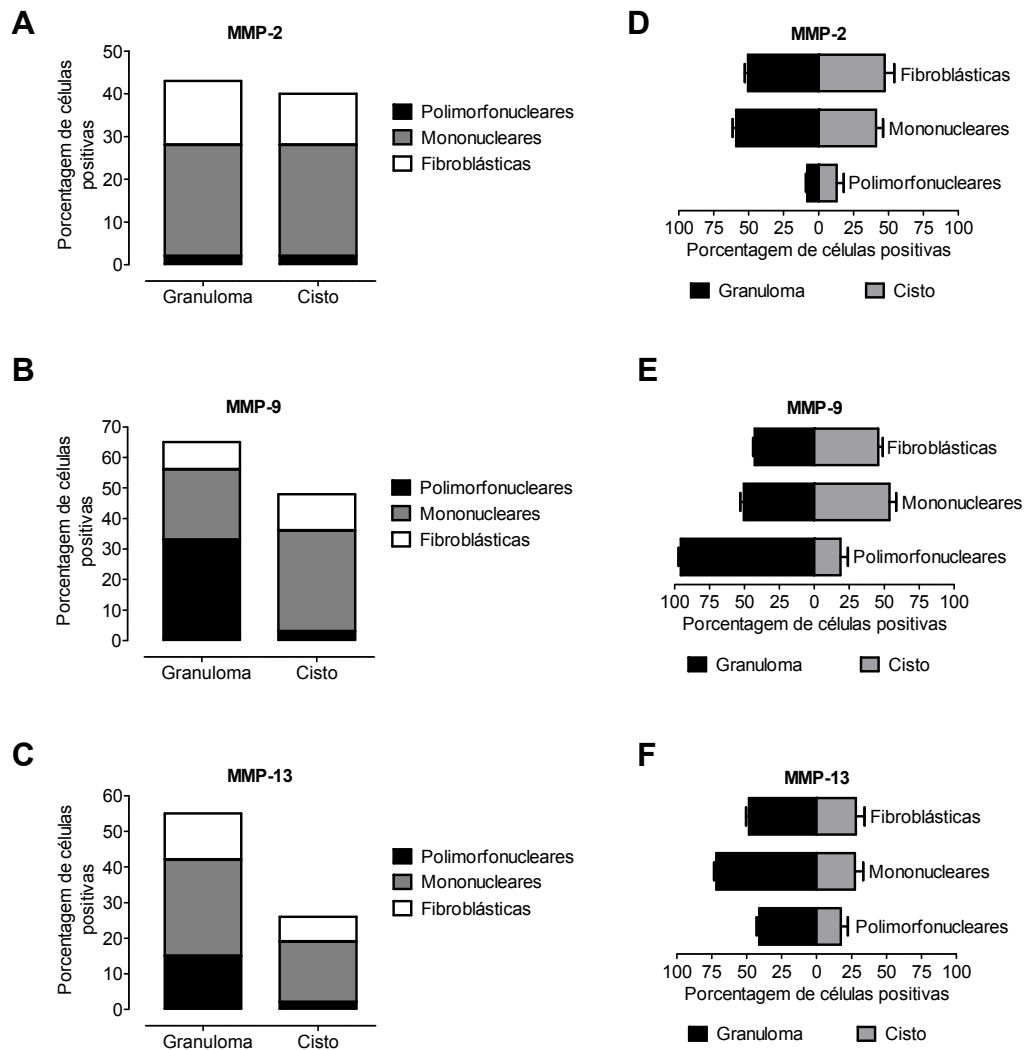 A
MMP-2
Porcentagem de células
positivas
50
40
30
20
10
0
Granuloma Cisto
Polimorfonucleares
Mononucleares
Fibroblásticas
D
MMP-2
Fibroblásticas
Mononucleares
Polimorfonucleares
100 75 50 25 0 25 50 75 100
Porcentagem de células positivas
Granuloma Cisto
B
MMP-9
Porcentagem de células
positivas
70
60
50
40
30
20
10
0
Granuloma Cisto
Polimorfonucleares
Mononucleares
Fibroblásticas
E
MMP-9
Fibroblásticas
Mononucleares
Polimorfonucleares
100 75 50 25 0 25 50 75 100
Porcentagem de células positivas
Granuloma Cisto
C
MMP-13
Porcentagem de células
positivas
60
50
40
30
20
10
0
Granuloma Cisto
Polimorfonucleares
Mononucleares
Fibroblásticas
F
MMP-13
Fibroblásticas
Mononucleares
Polimorfonucleares
100 75 50 25 0 25 50 75 100
Porcentagem de células positivas
Granuloma Cisto